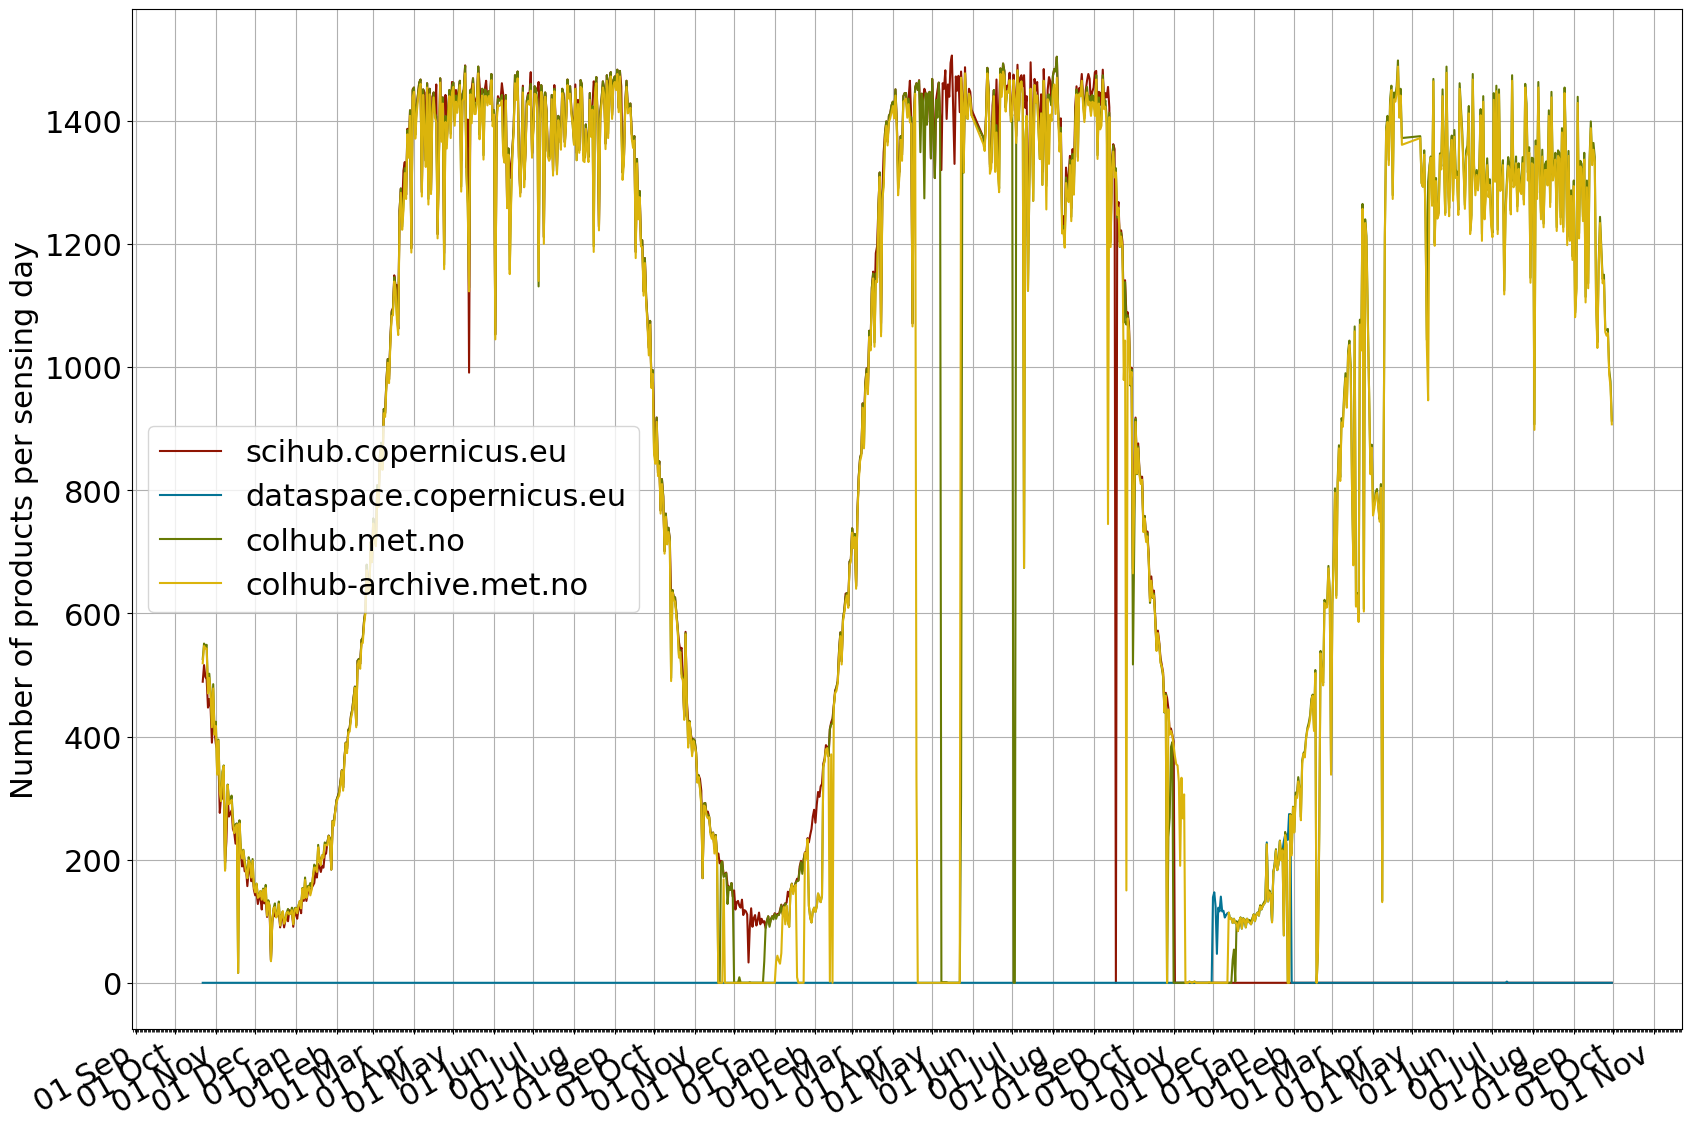 Number of products per sensing day
1400
1200
1000
800
600
400
200
0
scihub.copernicus.eu
dataspace.copernicus.eu
colhub.met.no
colhub-archive.met.no
01 Sep
01 Oct
01 Nov
01 Dec
01 Jan
01 Feb
01 Mar
01 Apr
01 May
01 Jun
01 Jul
01 Aug
01 Sep
01 Oct
01 Nov
01 Dec
01 Jan
01 Feb
01 Mar
01 Apr
01 May
01 Jun
01 Jul
01 Aug
01 Sep
01 Oct
01 Nov
01 Dec
01 Jan
01 Feb
01 Mar
01 Apr
01 May
01 Jun
01 Jul
01 Aug
01 Sep
01 Oct
01 Nov